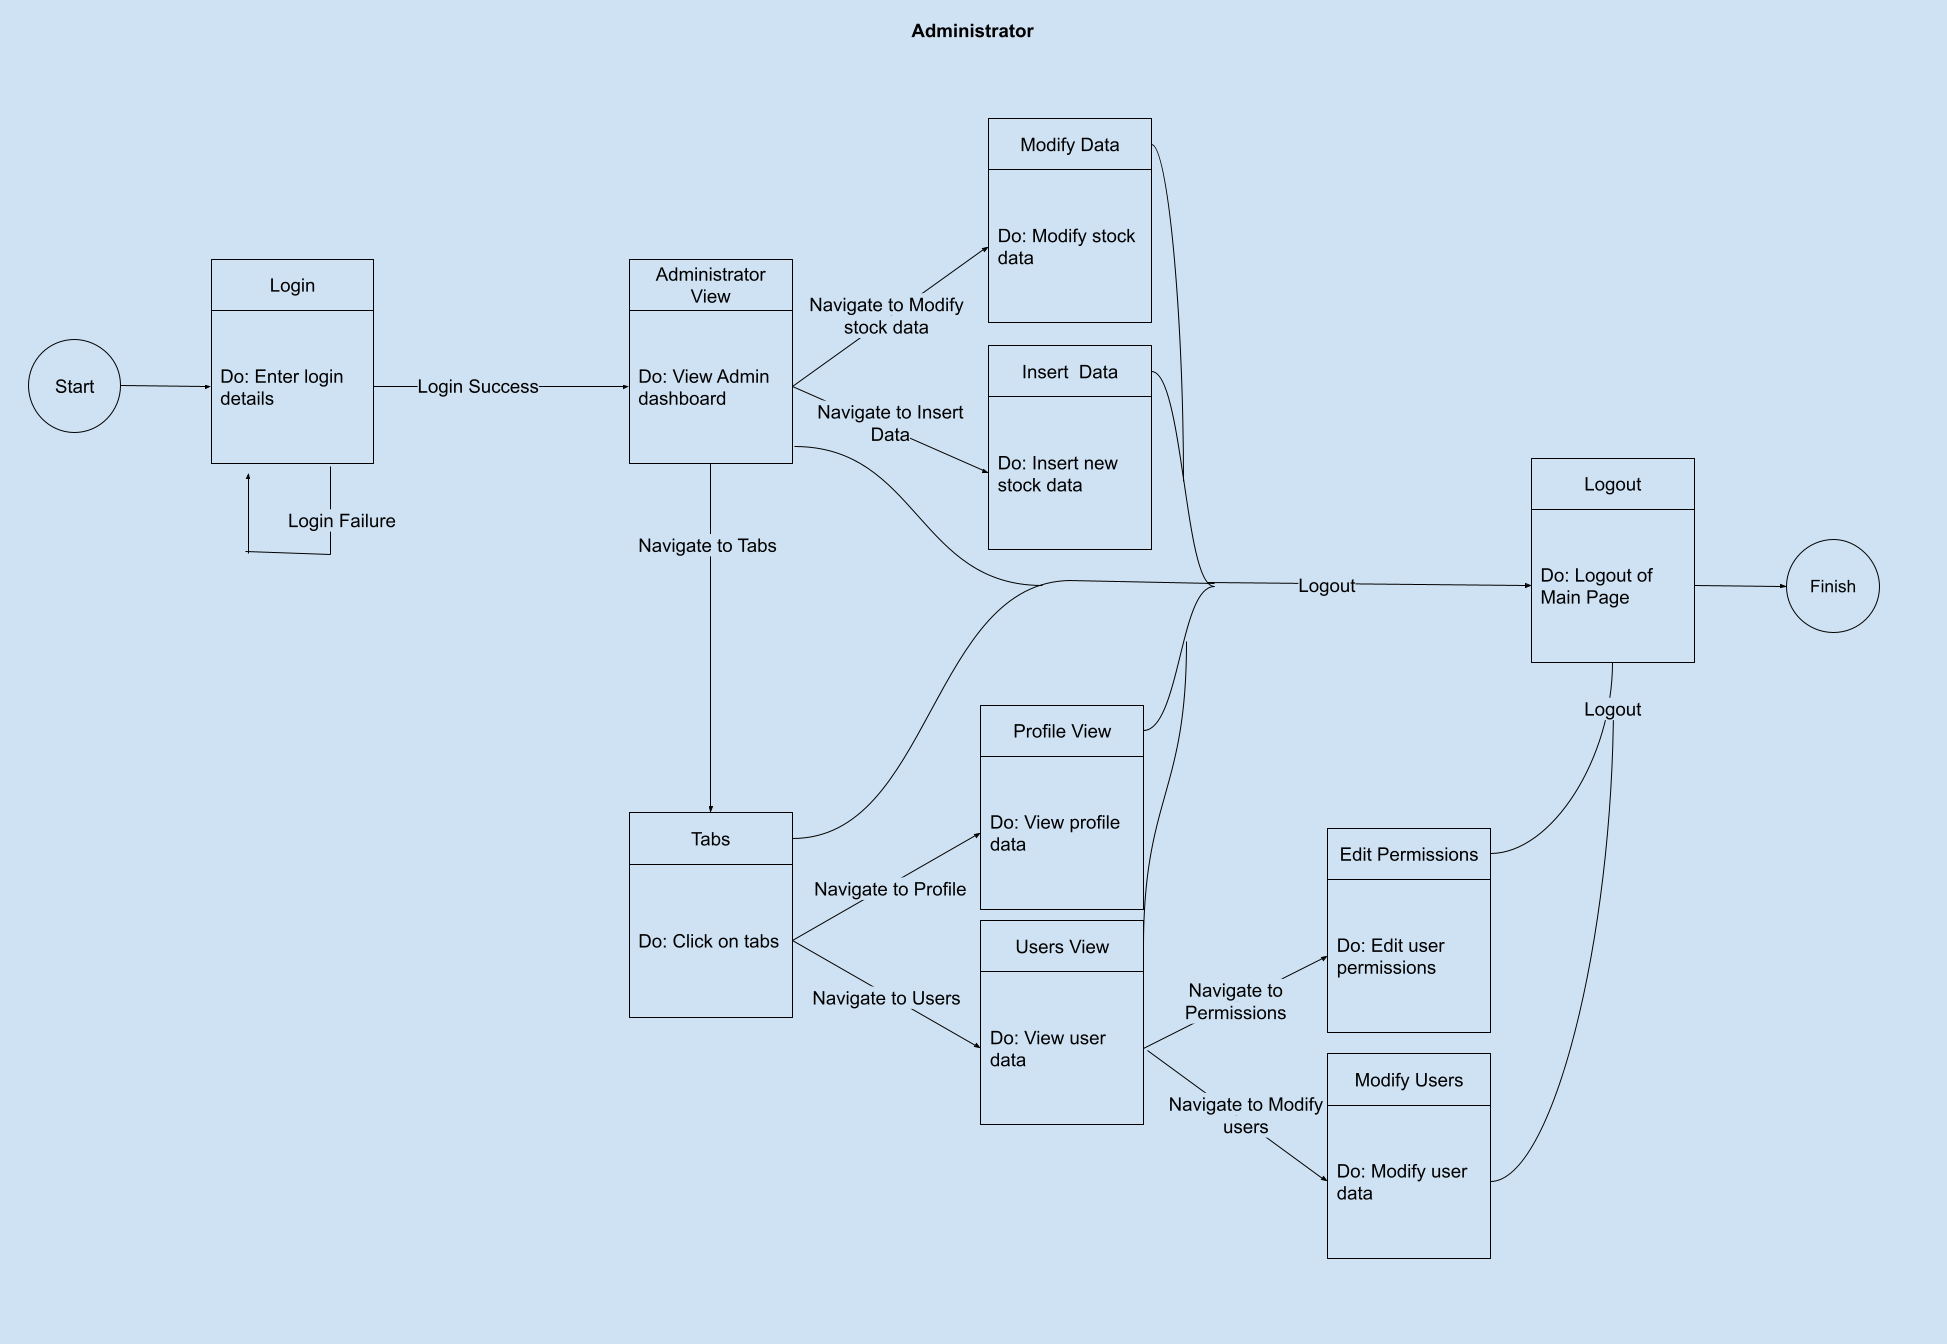 Administrator
Modify Data
Do: Modify stock
data
Login
Do: Enter login
details
Administrator
View
Do: View Admin
dashboard
Navigate to Modify
stock data
Start
Login Success
Insert  Data
Do: Insert new
stock data
Navigate to Insert
Data
Login Failure
Navigate to Tabs
Logout
Logout
Do: Logout of
Main Page
Finish
Logout
Profile View
Do: View profile
data
Tabs
Do: Click on tabs
Navigate to Profile
Navigate to Users
Users View
Do: View user
data
Edit Permissions
Do: Edit user
permissions
Navigate to
Permissions
Modify Users
Do: Modify user
data
Navigate to Modify
users